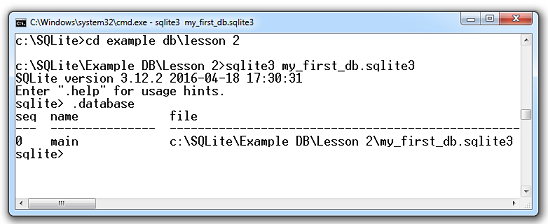 C:\Windows\system32\cmd.exe - sqlite3  my_first_db.sqlite3
c:\SQLite>cd example db\lesson 2
c:\SQLite\Example DB\Lesson 2>sqlite3 my_first_db.sqlite3
SQLite version 3.12.2 2016-04-18 17:30:31
Enter ".help" for usage hints.
sqlite> .database
seq  name             file
---  ---------------  ----------------------------------------------------------
0    main             c:\SQLite\Example DB\Lesson 2\my_first_db.sqlite3
sqlite>